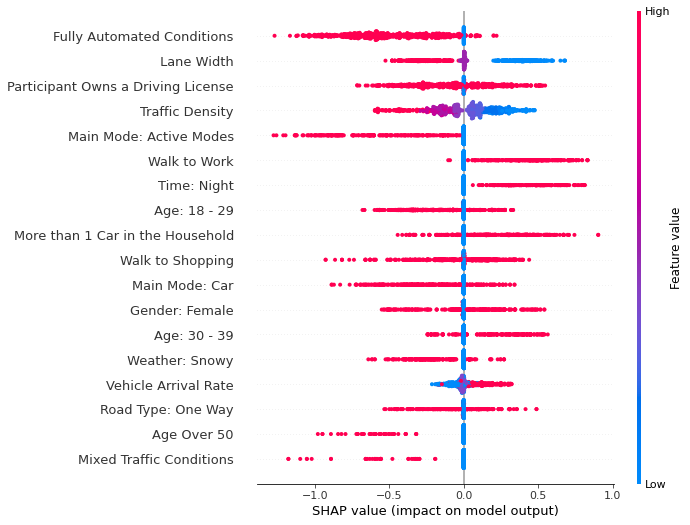 High
Fully Automated Conditions
Lane Width
Participant Owns a Driving License
Traffic Density
Main Mode: Active Modes
Walk to Work
Time: Night
Age: 18 - 29
More than 1 Car in the Household
Walk to Shopping
Main Mode: Car
Gender: Female
Age: 30 - 39
Weather: Snowy
Vehicle Arrival Rate
Road Type: One Way
Age Over 50
Mixed Traffic Conditions
Feature value
Low
−1.0 −0.5 0.0 0.5 1.0
SHAP value (impact on model output)